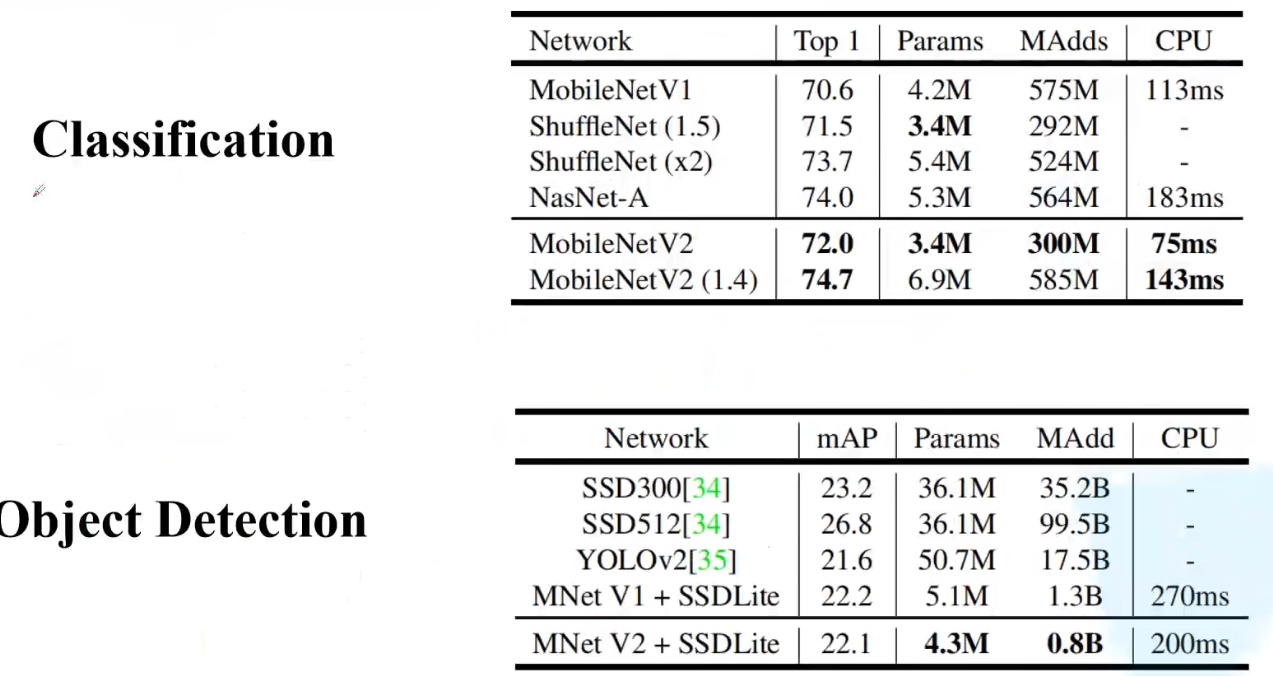 Classification
Network Top 1 Params MAdds CPU
MobileNetV1 70.6 4.2M 575M 113ms
ShuffleNet (1.5) 71.5 3.4M 292M -
ShuffleNet (x2) 73.7 5.4M 524M -
NasNet-A 74.0 5.3M 564M 183ms
MobileNetV2 72.0 3.4M 300M 75ms
MobileNetV2 (1.4) 74.7 6.9M 585M 143ms
Object Detection
Network mAP Params MAdd CPU
SSD300[34] 23.2 36.1M 35.2B -
SSD512[34] 26.8 36.1M 99.5B -
YOLOv2[35] 21.6 50.7M 17.5B -
MNet V1 + SSDLite 22.2 5.1M 1.3B 270ms
MNet V2 + SSDLite 22.1 4.3M 0.8B 200ms